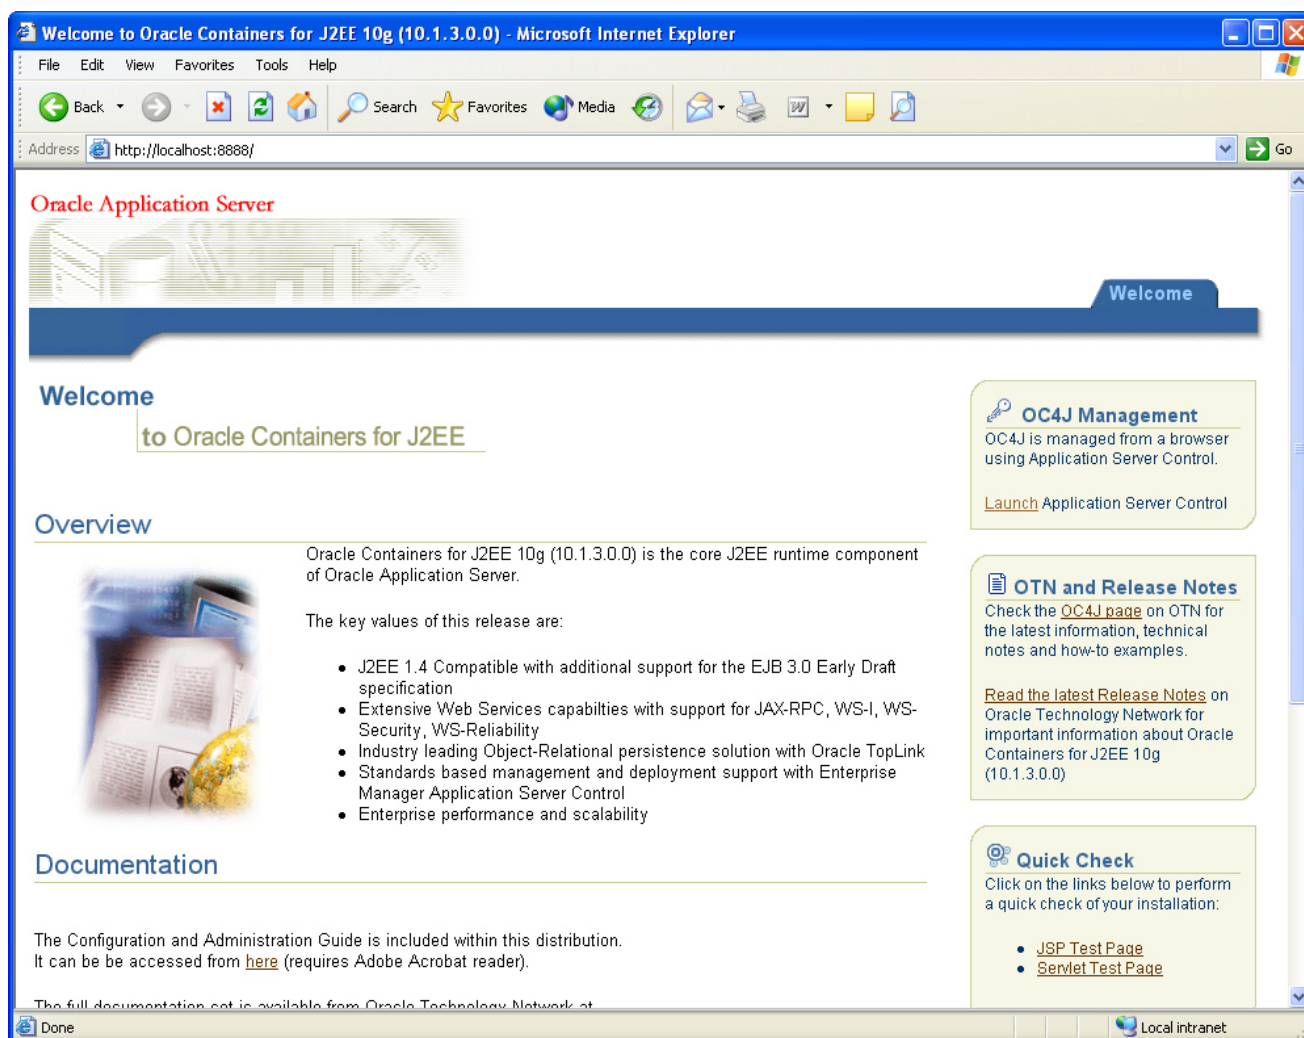 Welcome to Oracle Containers for J2EE 10g (10.1.3.0.0) - Microsoft Internet Explorer
File Edit View Favorites Tools Help
Back Search Favorites Media
Address http://localhost:8888/ Go
Oracle Application Server
Welcome
Welcome
to Oracle Containers for J2EE
Overview
Oracle Containers for J2EE 10g (10.1.3.0.0) is the core J2EE runtime component
of Oracle Application Server.
The key values of this release are:
• J2EE 1.4 Compatible with additional support for the EJB 3.0 Early Draft
specification
• Extensive Web Services capabilties with support for JAX-RPC, WS-I, WS-
Security, WS-Reliability
• Industry leading Object-Relational persistence solution with Oracle TopLink
• Standards based management and deployment support with Enterprise
Manager Application Server Control
• Enterprise performance and scalability
Documentation
The Configuration and Administration Guide is included within this distribution.
It can be be accessed from here (requires Adobe Acrobat reader).
The full documentation set is available from Oracle Technology Network at
OC4J Management
OC4J is managed from a browser
using Application Server Control.
Launch Application Server Control
OTN and Release Notes
Check the OC4J page on OTN for
the latest information, technical
notes and how-to examples.
Read the latest Release Notes on
Oracle Technology Network for
important information about Oracle
Containers for J2EE 10g
(10.1.3.0.0)
Quick Check
Click on the links below to perform
a quick check of your installation:
• JSP Test Page
• Servlet Test Page
Done Local intranet